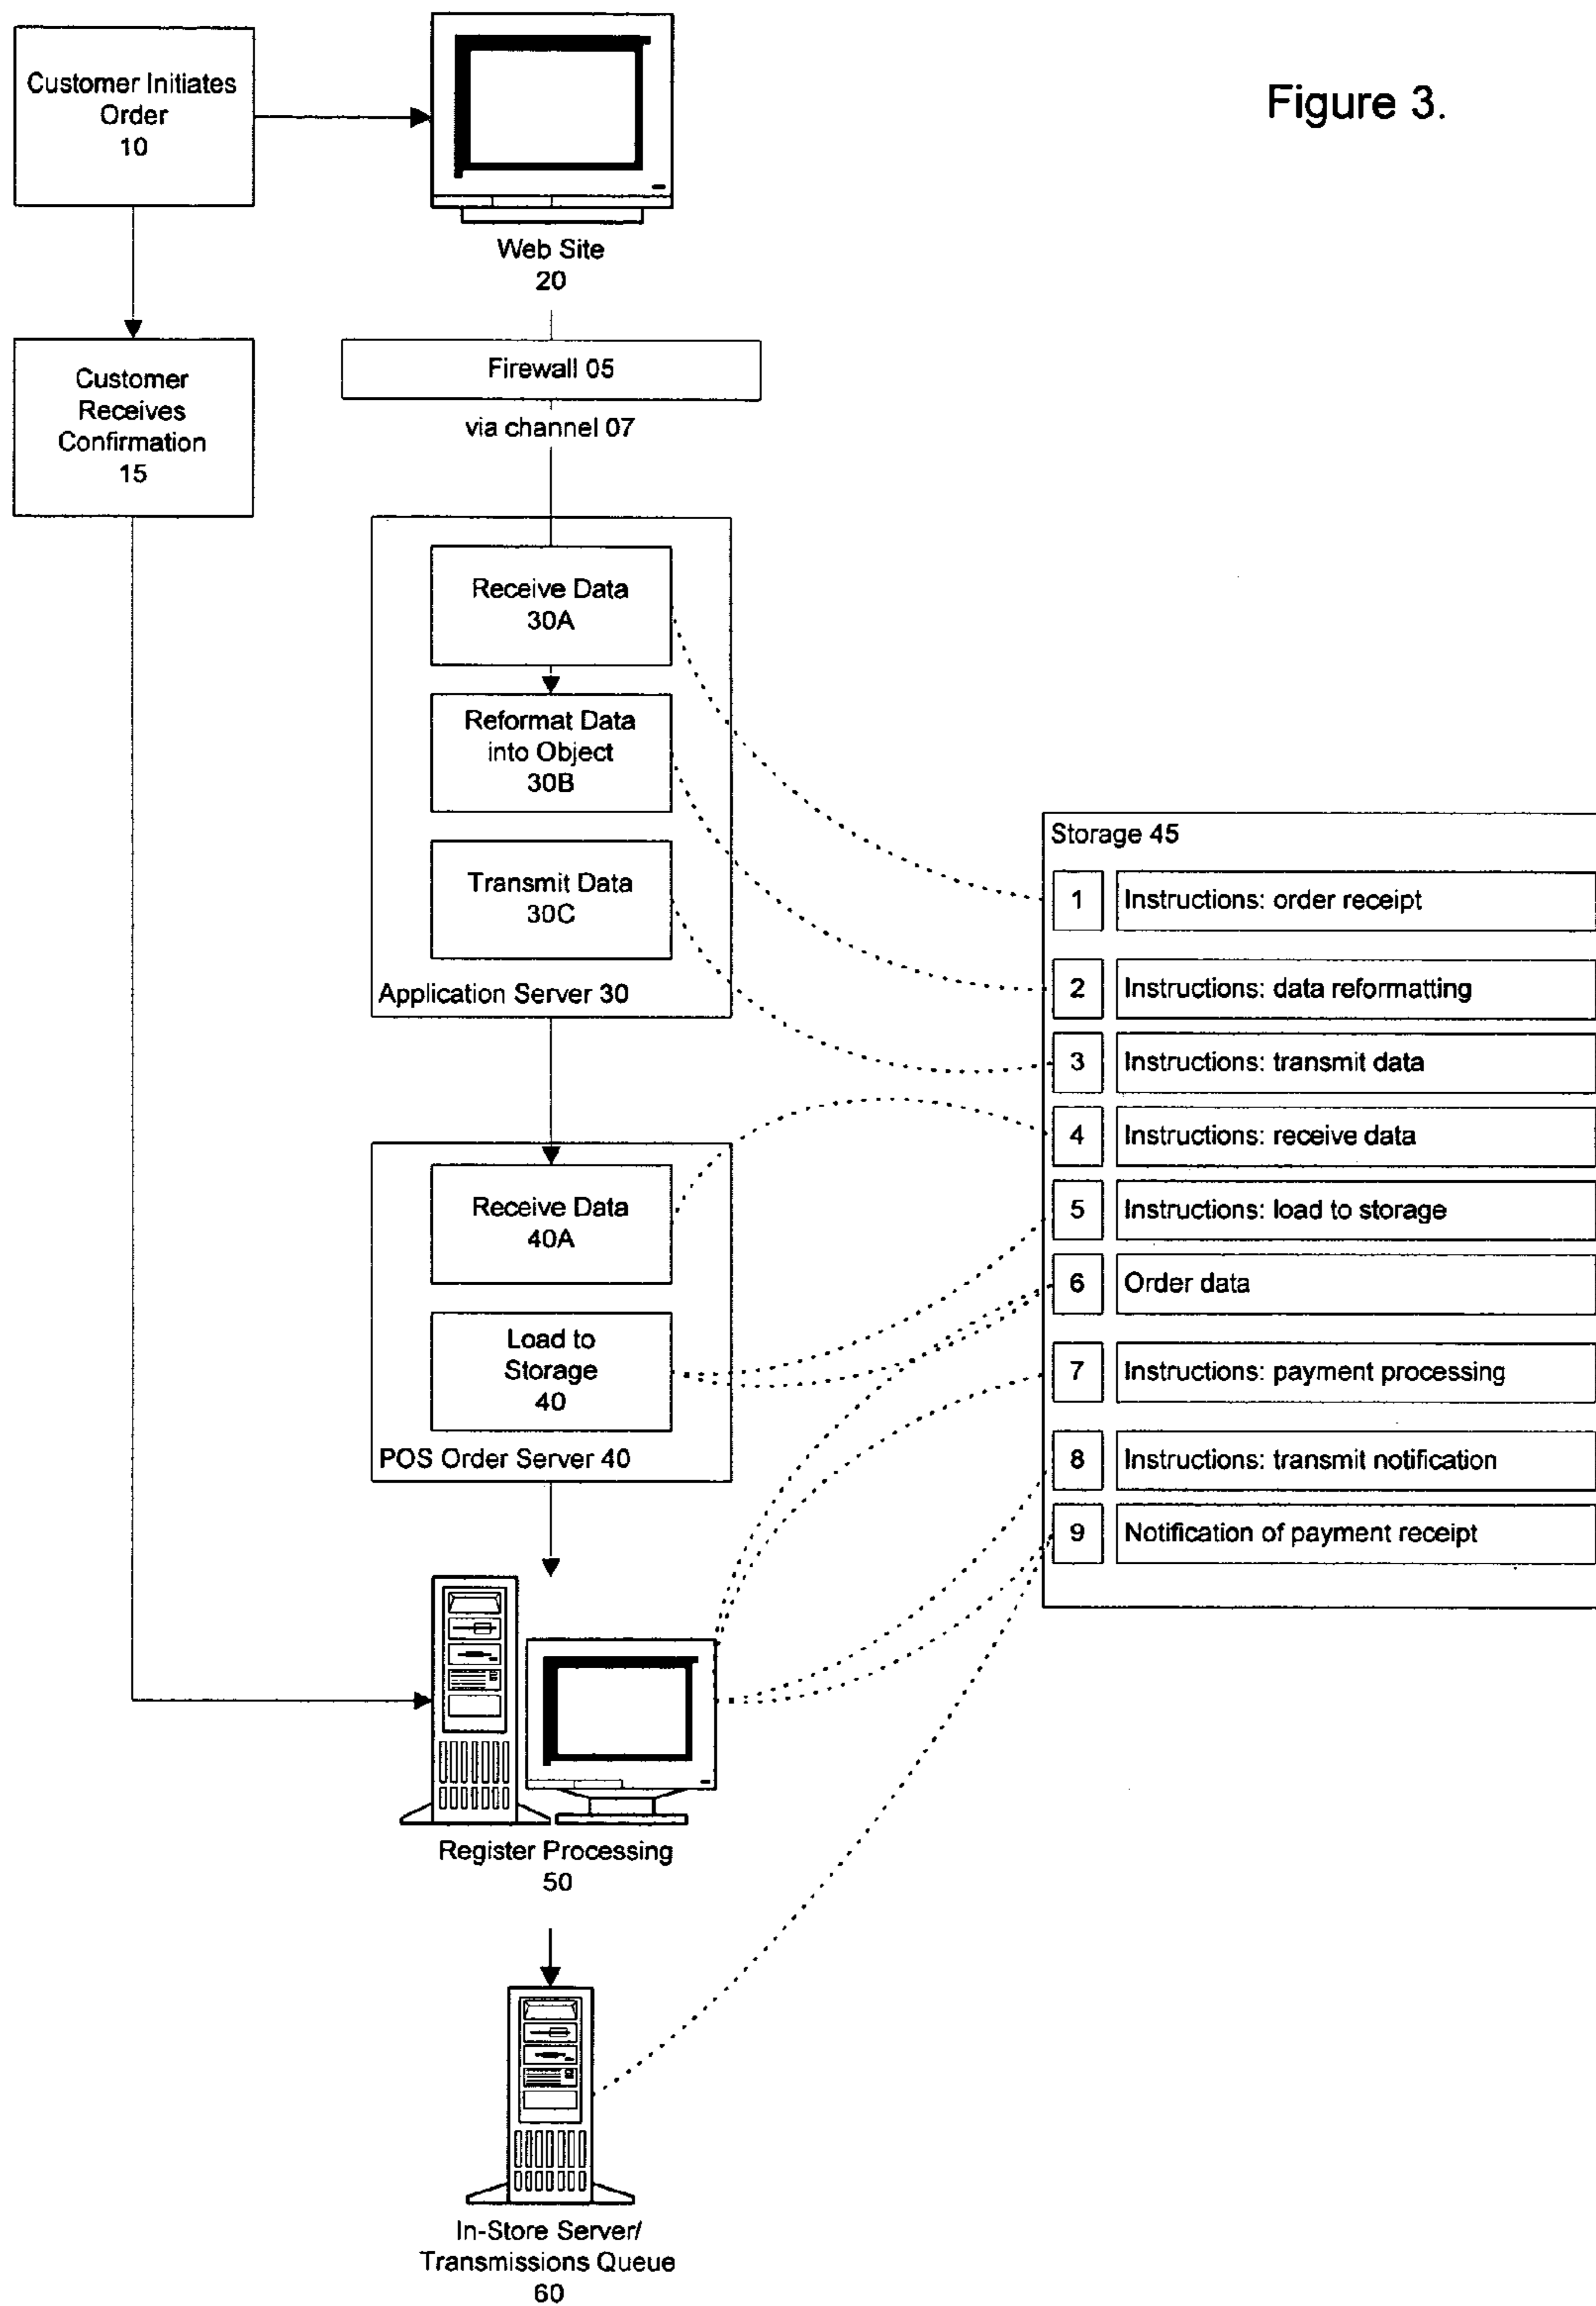 Figure 3.
Customer Initiates
Order
10
Web Site
20
Customer
Receives
Confirmation
15
Firewall 05
via channel 07
Receive Data
30A
Reformat Data
into Object
30B
Transmit Data
30C
Application Server 30
Receive Data
40A
Load to
Storage
40
POS Order Server 40
Register Processing
50
In-Store Server/
Transmissions Queue
60
Storage 45
1 Instructions: order receipt
2 Instructions: data reformatting
3 Instructions: transmit data
4 Instructions: receive data
5 Instructions: load to storage
6 Order data
7 Instructions: payment processing
8 Instructions: transmit notification
9 Notification of payment receipt